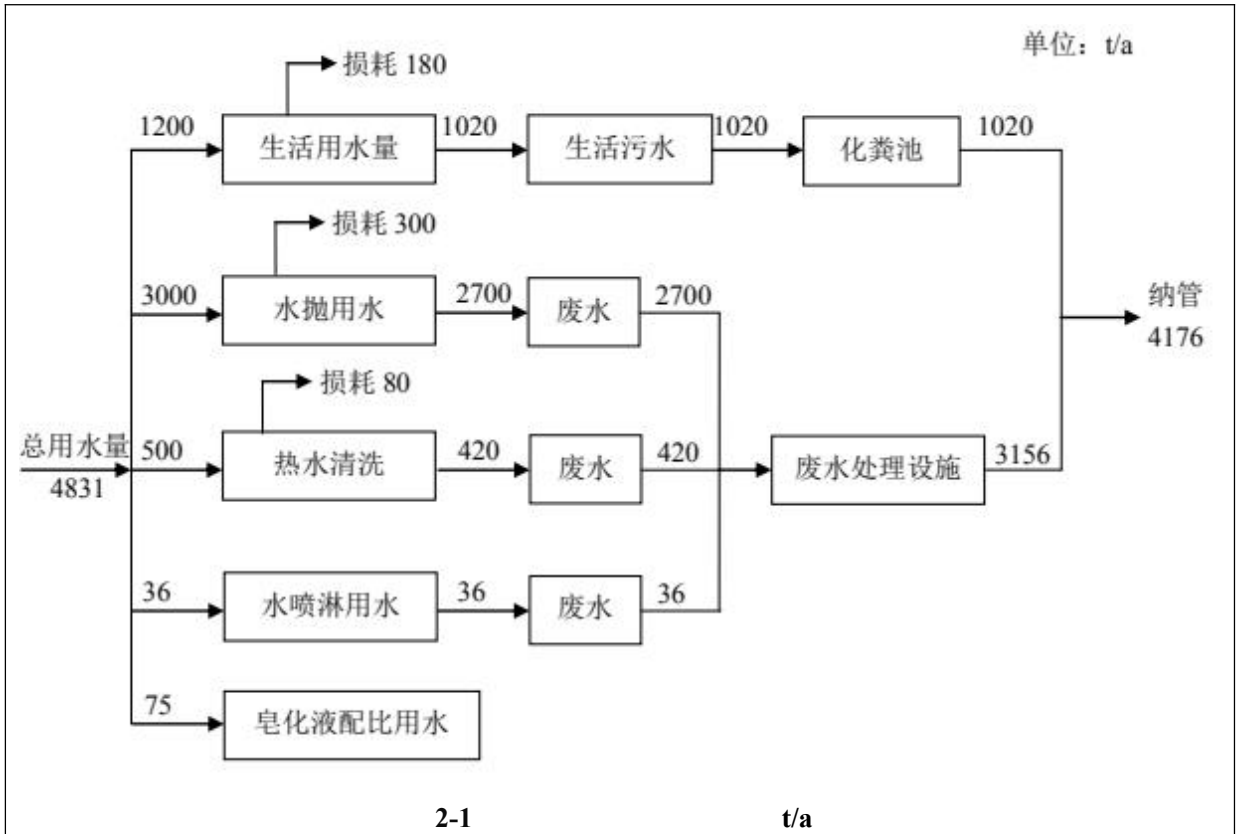 单位：t/a
损耗 180
1200
生活用水量
1020
生活污水
1020
化粪池
1020
损耗 300
3000
水抛用水
2700
废水
2700
纳管
4176
损耗 80
总用水量
4831
500
热水清洗
420
废水
420
废水处理设施
3156
36
水喷淋用水
36
废水
36
75
皂化液配比用水
2-1 t/a